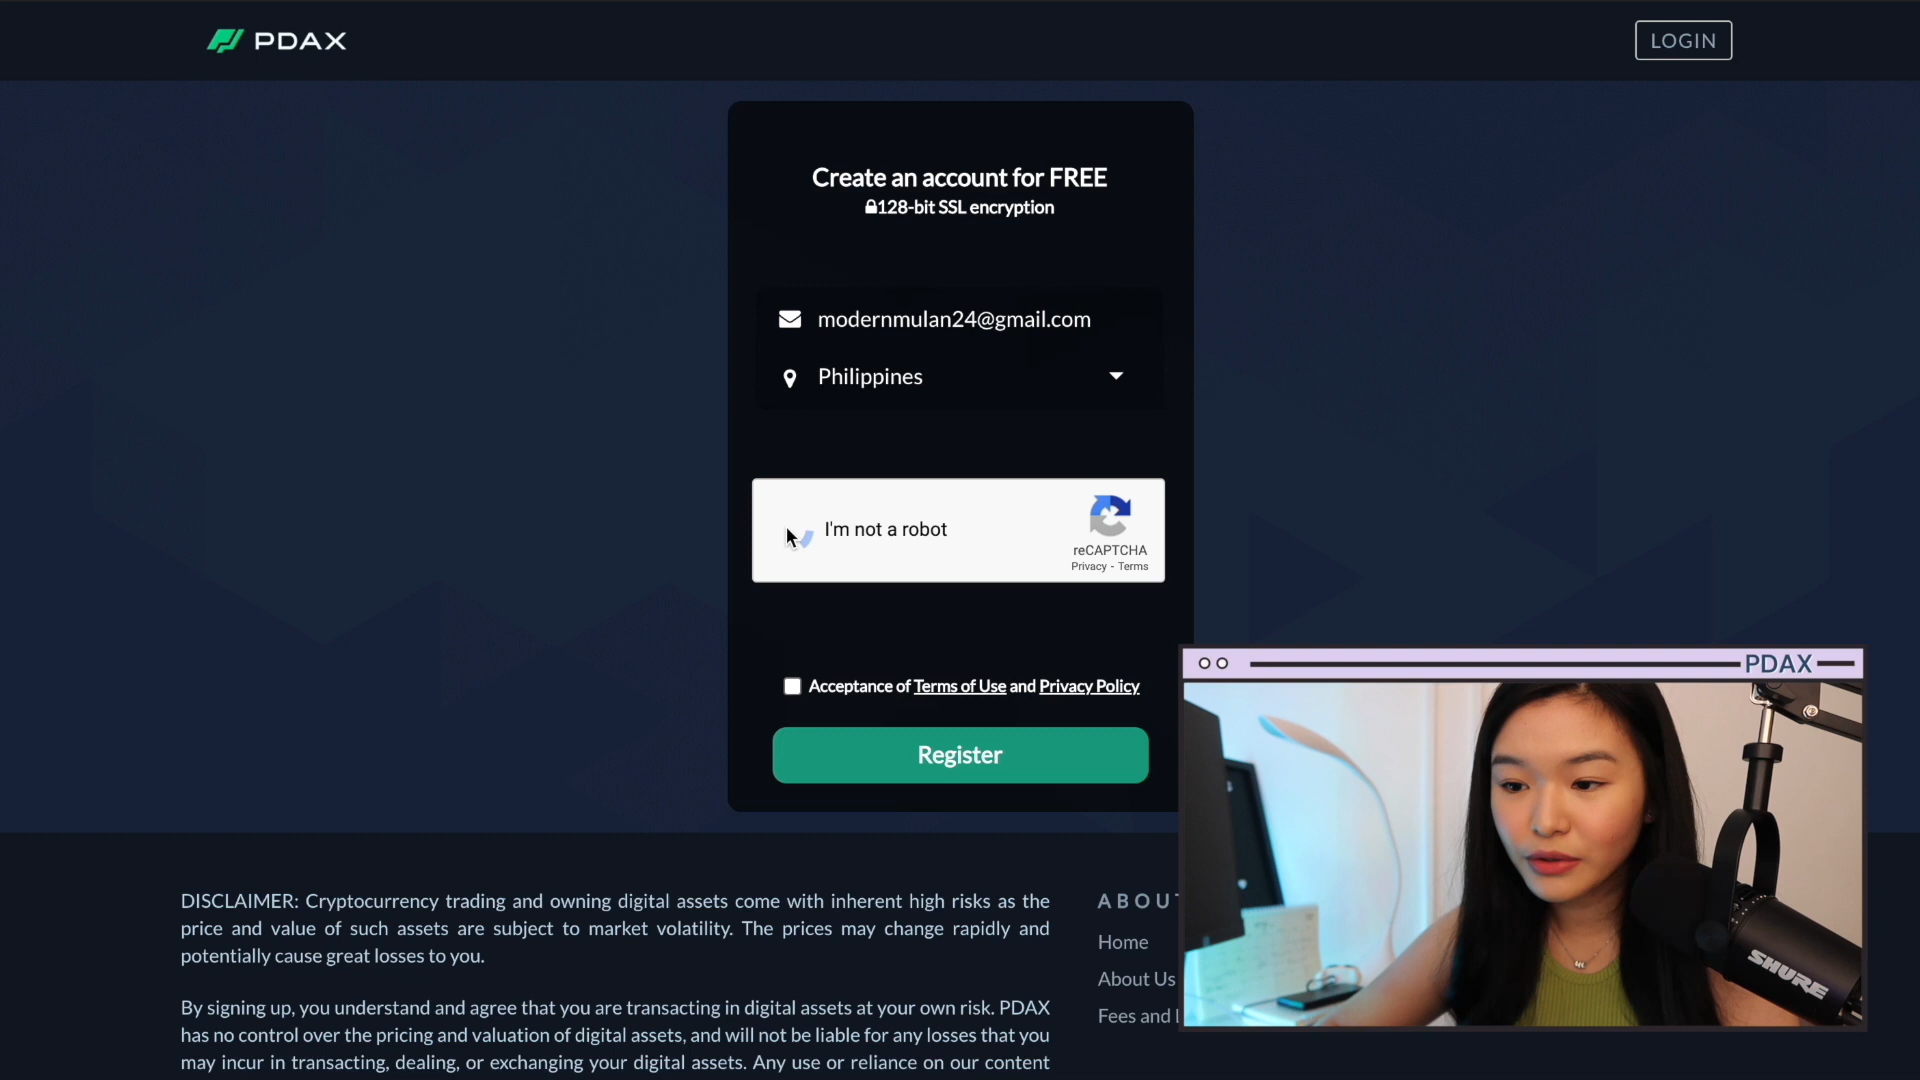 PDAX
LOGIN
Create an account for FREE
128-bit SSL encryption
modernmulan24@gmail.com
Philippines
I'm not a robot
reCAPTCHA
Privacy - Terms
Acceptance of Terms of Use and Privacy Policy
Register
PDAX
SHURE
DISCLAIMER: Cryptocurrency trading and owning digital assets come with inherent high risks as the
price and value of such assets are subject to market volatility. The prices may change rapidly and
potentially cause great losses to you.
By signing up, you understand and agree that you are transacting in digital assets at your own risk. PDAX
has no control over the pricing and valuation of digital assets, and will not be liable for any losses that you
may incur in transacting, dealing, or exchanging your digital assets. Any use or reliance on our content
ABOU
Home
About Us
Fees and